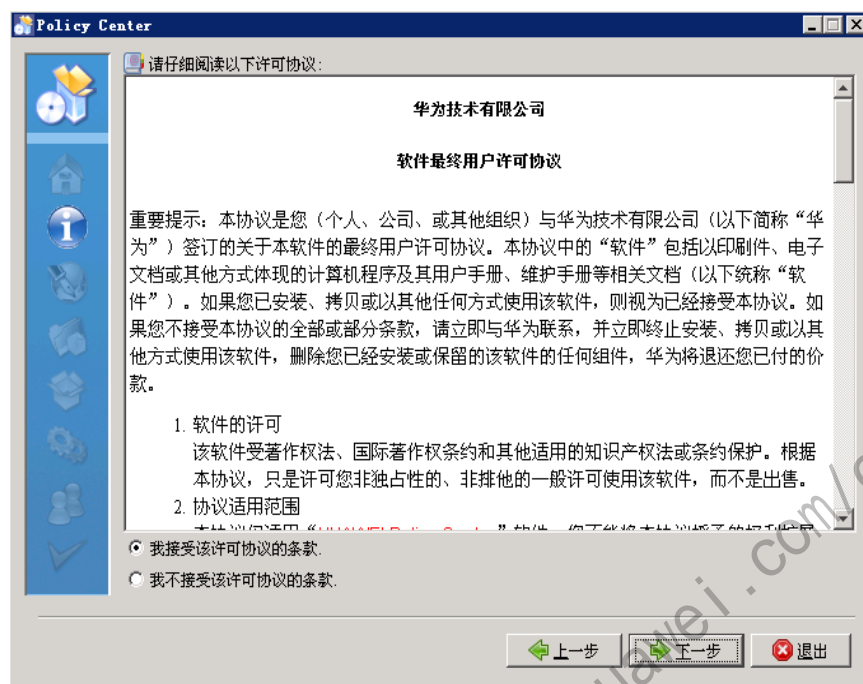 Policy Center
请仔细阅读以下许可协议:
华为技术有限公司
软件最终用户许可协议
重要提示：本协议是您（个人、公司、或其他组织）与华为技术有限公司（以下简称“华
为”）签订的关于本软件的最终用户许可协议。本协议中的“软件”包括以印刷件、电子
文档或其他方式体现的计算机程序及其用户手册、维护手册等相关文档（以下统称“软
件”）。如果您已安装、拷贝或以其他任何方式使用该软件，则视为已经接受本协议。如
果您不接受本协议的全部或部分条款，请立即与华为联系，并立即终止安装、拷贝或以其
他方式使用该软件，删除您已经安装或保留的该软件的任何组件，华为将退还您已付的价
款。
1. 软件的许可
该软件受著作权法、国际著作权条约和其他适用的知识产权法或条约保护。根据
本协议，只是许可您非独占性的、非排他的一般许可使用该软件，而不是出售。
2. 协议适用范围
我接受该许可协议的条款.
我不接受该许可协议的条款.
上一步
下一步
退出